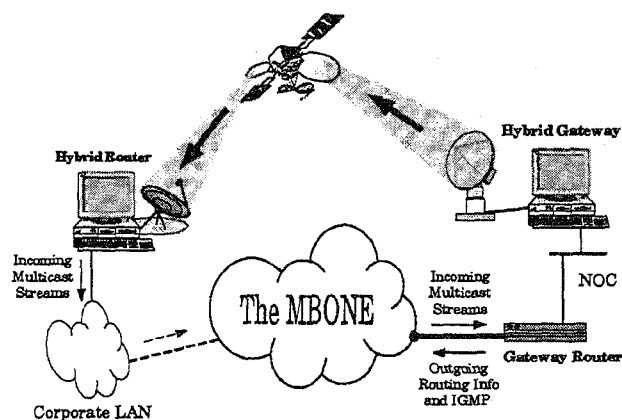 Hybrid Gateway
Hybrid Router
Incoming
Multicast
Streams
The MBONE
Incoming
Multicast
Streams
NOC
Outgoing
Routing Info
and IGMP
Gateway Router
Corporate LAN